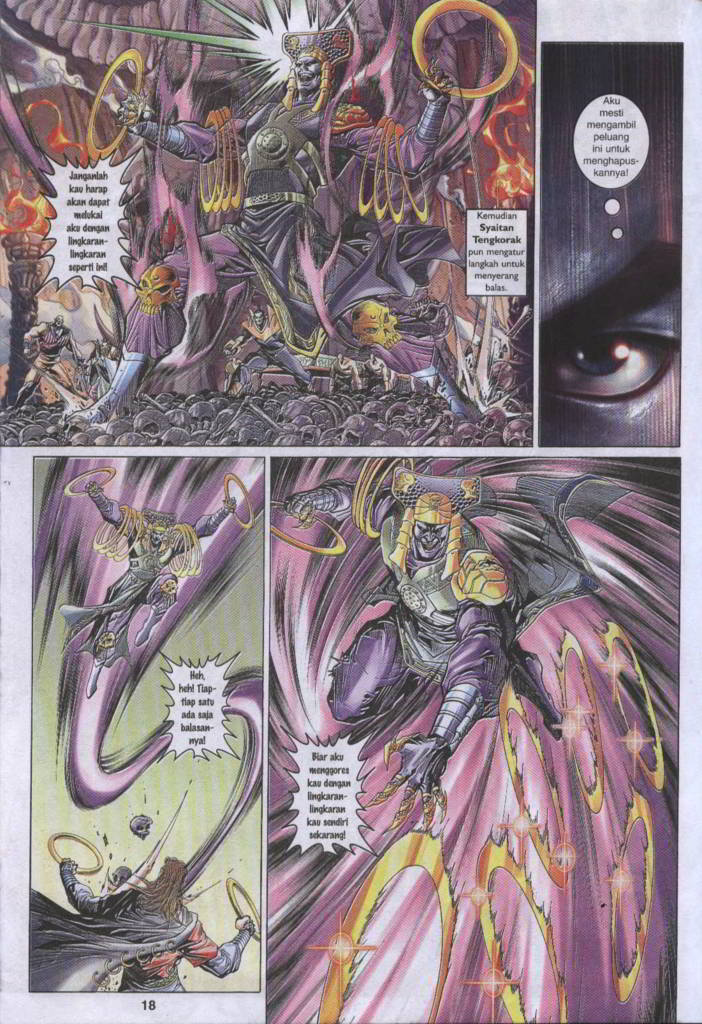 Janganlah
kau harap
akan dapat
melukai
aku dengan
lingkaran-
lingkaran
seperti ini!
Kemudian
Syaitan
Tengkorak
pun mengatur
langkah untuk
menyerang
balas.
Aku
mesti
mengambil
peluang
ini untuk
menghapus-
kannya!
Heh,
heh! Tiap-
tiap satu
ada saja
balasan-
nya!
Biar aku
menggores
kau dengan
lingkaran-
lingkaran
kau sendiri
sekarang!
18